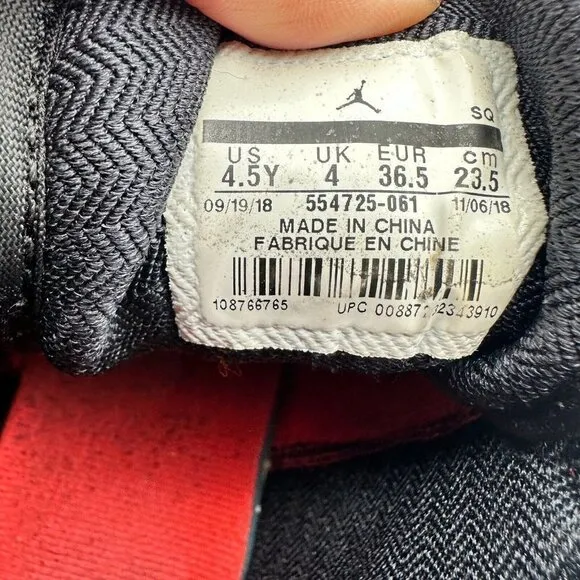 SQ
US UK EUR cm
4.5Y 4 36.5 23.5
09/19/18 554725-061 11/06/18
MADE IN CHINA
FABRIQUE EN CHINE
108766765 UPC